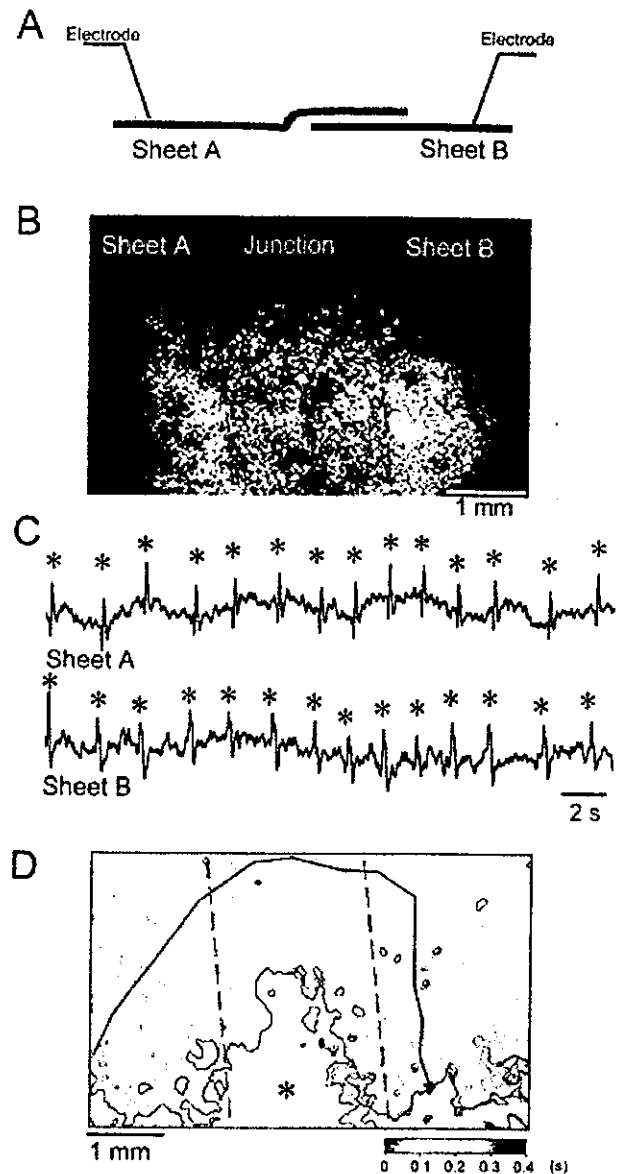 A
Electrode Electrode
Sheet A Sheet B
B
Sheet A Junction Sheet B
1 mm
C
* * * * * * * * * * * * * *
Sheet A
* * * * * * * * * * * * * *
Sheet B
2 s
D
*
1 mm
0 0.1 0.2 0.3 0.4 (s)